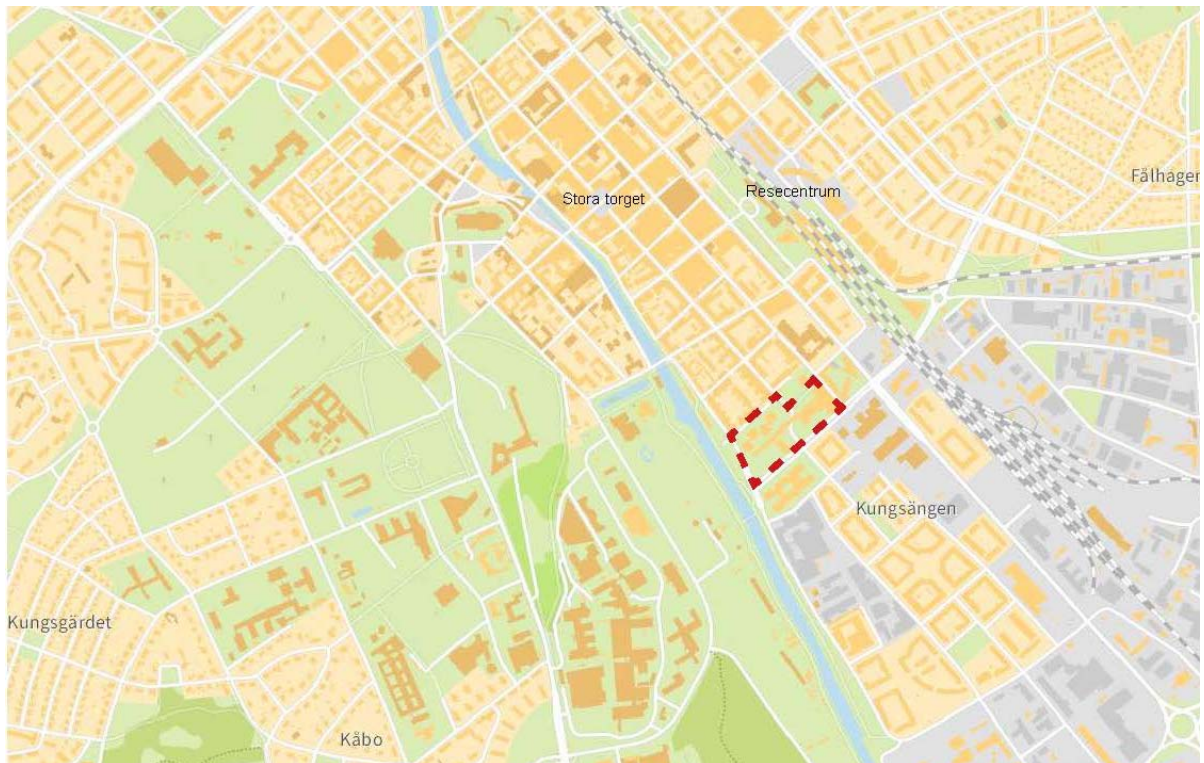 Fålhagen
Stora torget
Resecentrum
Kungsängen
Kungsgärdet
Kåbo